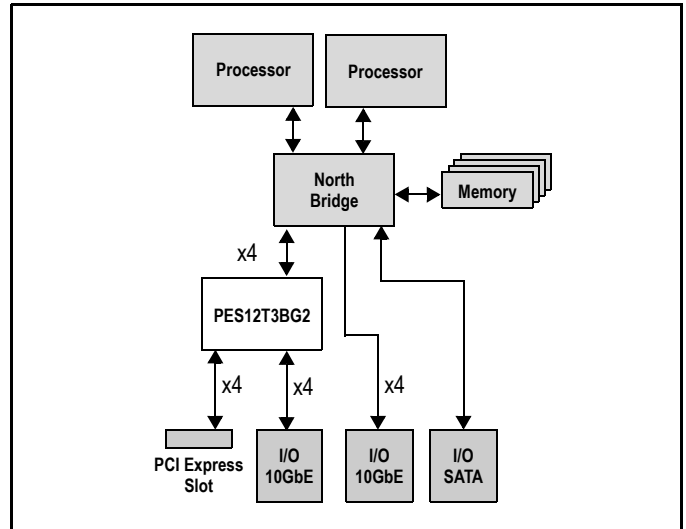 Processor
Processor
North
Bridge
Memory
x4
PES12T3BG2
x4
x4
x4
PCI Express
Slot
I/O
10GbE
I/O
10GbE
I/O
SATA